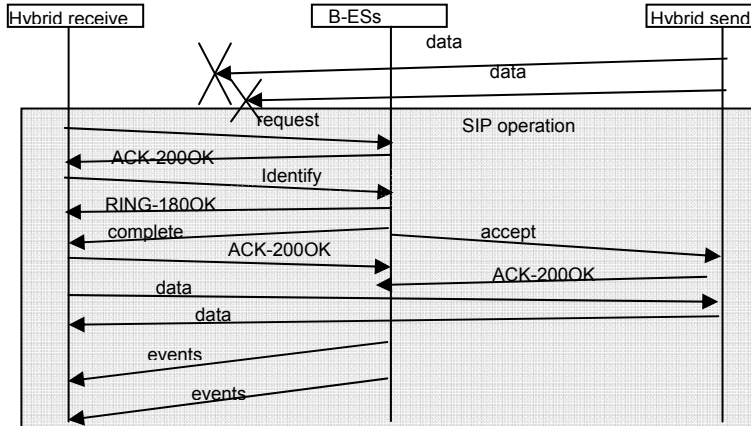 Hybrid receive
B-ESs
Hybrid send
data
data
request
SIP operation
ACK-200OK
Identify
RING-180OK
complete
accept
ACK-200OK
ACK-200OK
data
data
events
events